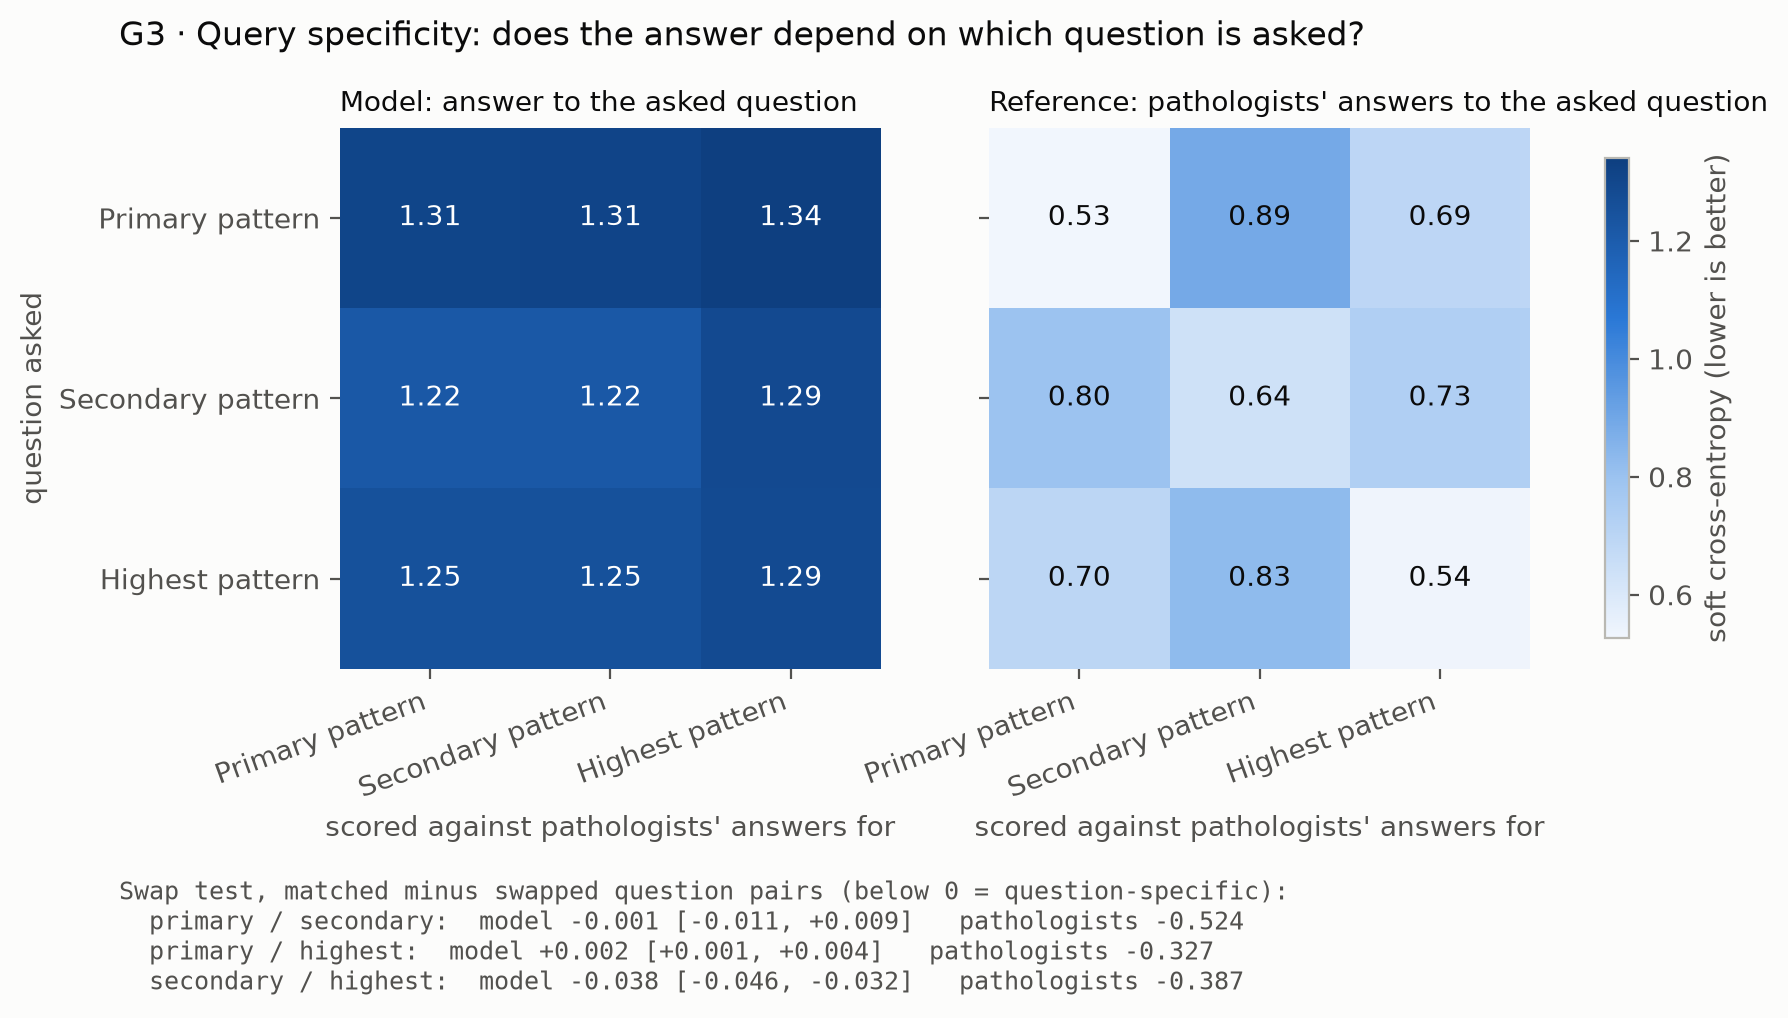 G3 · Query specificity: does the answer depend on which question is asked?
Model: answer to the asked question
Reference: pathologists' answers to the asked question
question asked
Primary pattern
1.31 1.31 1.34
Secondary pattern
1.22 1.22 1.29
Highest pattern
1.25 1.25 1.29
0.53 0.89 0.69
0.80 0.64 0.73
0.70 0.83 0.54
Primary pattern
Secondary pattern
Highest pattern
scored against pathologists' answers for
Primary pattern
Secondary pattern
Highest pattern
scored against pathologists' answers for
1.2
1.0
0.8
0.6
soft cross-entropy (lower is better)
Swap test, matched minus swapped question pairs (below 0 = question-specific):
primary / secondary:  model -0.001 [-0.011, +0.009]   pathologists -0.524
primary / highest:  model +0.002 [+0.001, +0.004]   pathologists -0.327
secondary / highest:  model -0.038 [-0.046, -0.032]   pathologists -0.387